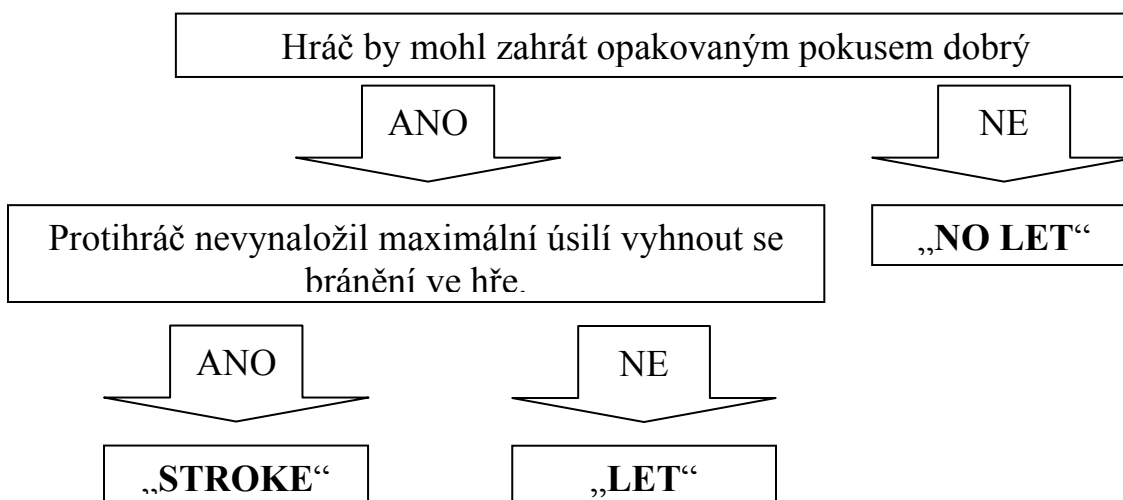 Hráč by mohl zahrát opakovaným pokusem dobrý
ANO
NE
Protihráč nevynaložil maximální úsilí vyhnout se
bránění ve hře.
„NO LET“
ANO
NE
„STROKE“
„LET“